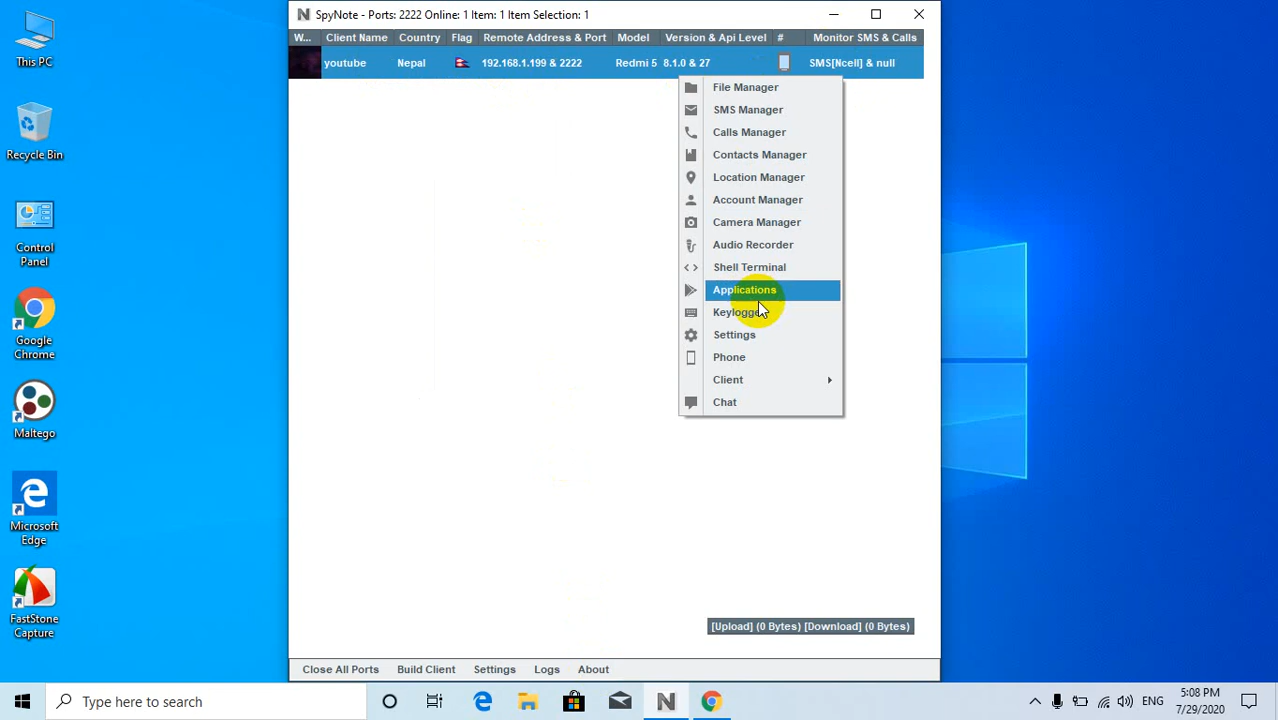 This PC
Recycle Bin
Control
Panel
Google
Chrome
Maltego
Microsoft
Edge
FastStone
Capture
SpyNote - Ports: 2222 Online: 1 Item: 1 Item Selection: 1
W... Client Name Country Flag Remote Address & Port Model Version & Api Level # Monitor SMS & Calls
youtube Nepal 192.168.1.199 & 2222 Redmi 5 8.1.0 & 27 SMS[Ncell] & null
File Manager
SMS Manager
Calls Manager
Contacts Manager
Location Manager
Account Manager
Camera Manager
Audio Recorder
Shell Terminal
Applications
Keylogger
Settings
Phone
Client
Chat
[Upload] (0 Bytes) [Download] (0 Bytes)
Close All Ports Build Client Settings Logs About
Type here to search
ENG
5:08 PM
7/29/2020